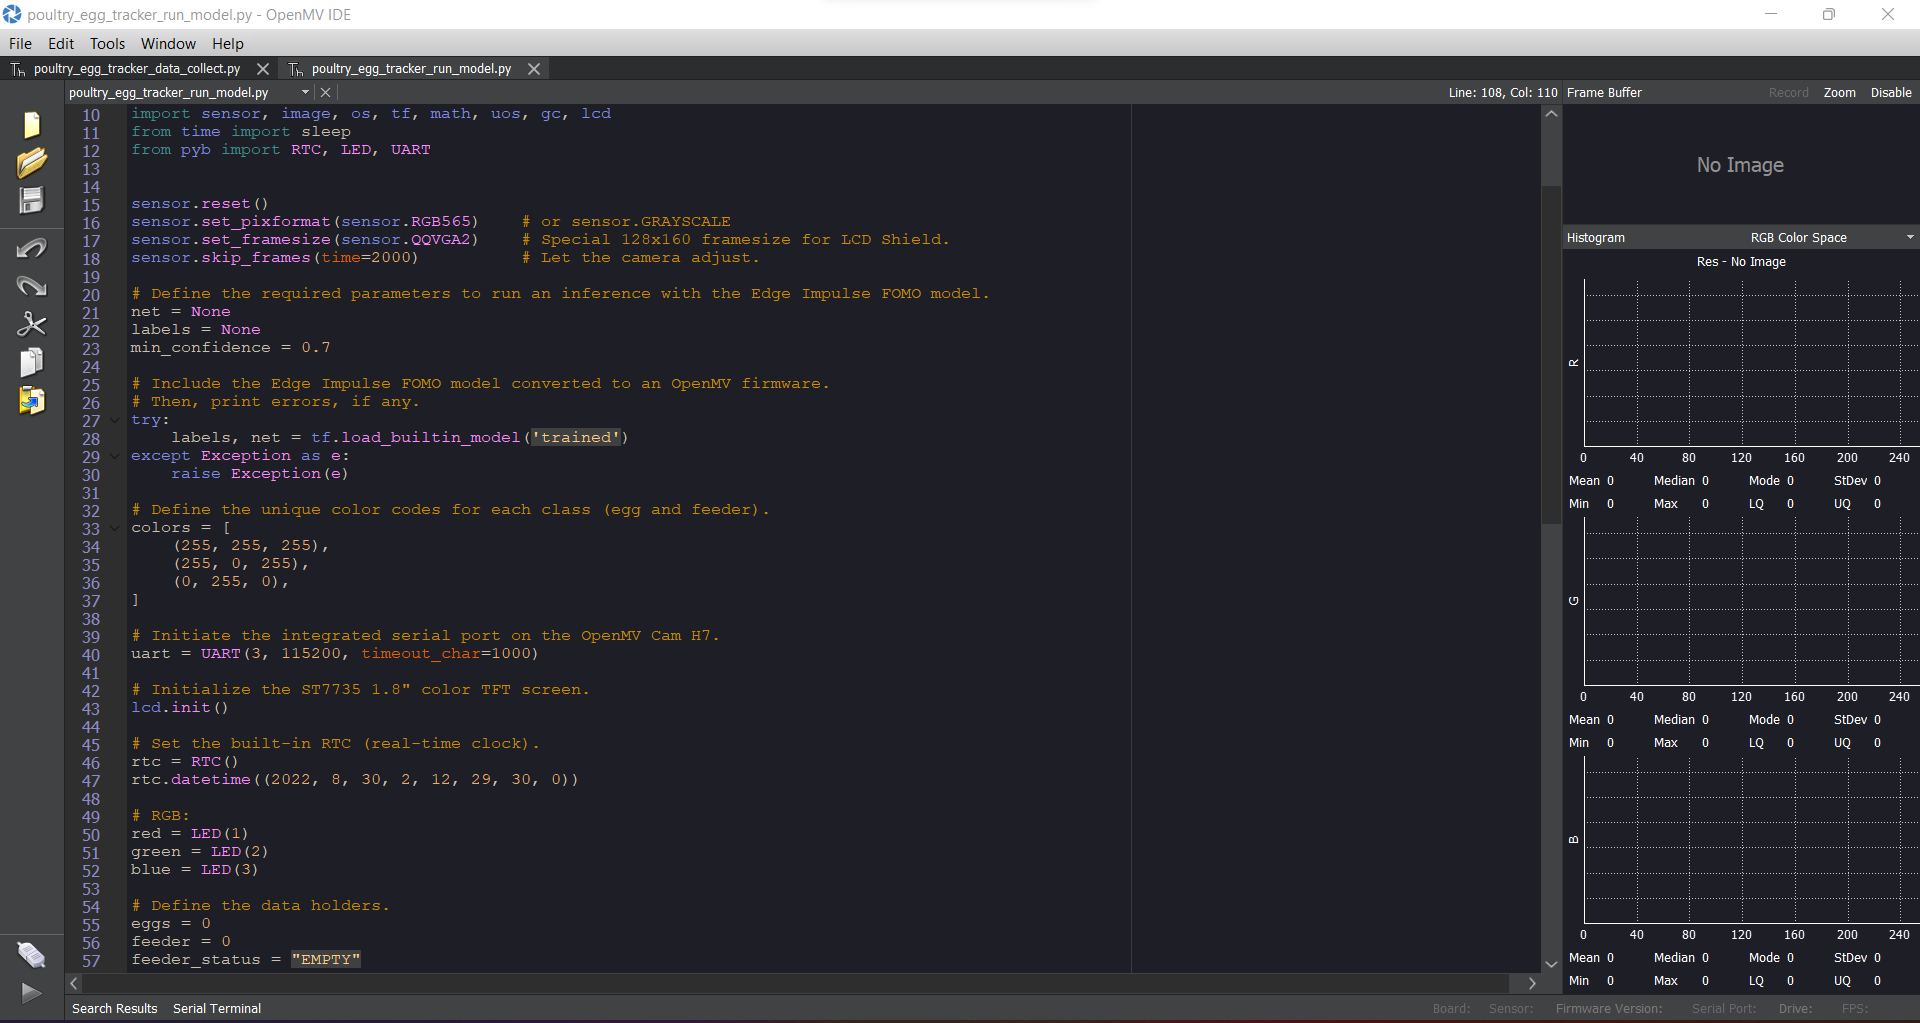 poultry_egg_tracker_run_model.py - OpenMV IDE
File Edit Tools Window Help
poultry_egg_tracker_data_collect.py poultry_egg_tracker_run_model.py
poultry_egg_tracker_run_model.py Line: 108, Col: 110 Frame Buffer Record Zoom Disable
10 import sensor, image, os, tf, math, uos, gc, lcd
11 from time import sleep
12 from pyb import RTC, LED, UART
13
14
15 sensor.reset()
16 sensor.set_pixformat(sensor.RGB565) # or sensor.GRAYSCALE
17 sensor.set_framesize(sensor.QQVGA2) # Special 128x160 framesize for LCD Shield.
18 sensor.skip_frames(time=2000) # Let the camera adjust.
19
20 # Define the required parameters to run an inference with the Edge Impulse FOMO model.
21 net = None
22 labels = None
23 min_confidence = 0.7
24
25 # Include the Edge Impulse FOMO model converted to an OpenMV firmware.
26 # Then, print errors, if any.
27 try:
28 labels, net = tf.load_builtin_model('trained')
29 except Exception as e:
30 raise Exception(e)
31
32 # Define the unique color codes for each class (egg and feeder).
33 colors = [
34 (255, 255, 255),
35 (255, 0, 255),
36 (0, 255, 0),
37 ]
38
39 # Initiate the integrated serial port on the OpenMV Cam H7.
40 uart = UART(3, 115200, timeout_char=1000)
41
42 # Initialize the ST7735 1.8" color TFT screen.
43 lcd.init()
44
45 # Set the built-in RTC (real-time clock).
46 rtc = RTC()
47 rtc.datetime((2022, 8, 30, 2, 12, 29, 30, 0))
48
49 # RGB:
50 red = LED(1)
51 green = LED(2)
52 blue = LED(3)
53
54 # Define the data holders.
55 eggs = 0
56 feeder = 0
57 feeder_status = "EMPTY"
No Image
Histogram RGB Color Space
Res - No Image
R
0 40 80 120 160 200 240
Mean 0 Median 0 Mode 0 StDev 0
Min 0 Max 0 LQ 0 UQ 0
G
0 40 80 120 160 200 240
Mean 0 Median 0 Mode 0 StDev 0
Min 0 Max 0 LQ 0 UQ 0
B
0 40 80 120 160 200 240
Mean 0 Median 0 Mode 0 StDev 0
Min 0 Max 0 LQ 0 UQ 0
Search Results Serial Terminal Board: Sensor: Firmware Version: Serial Port: Drive: FPS: